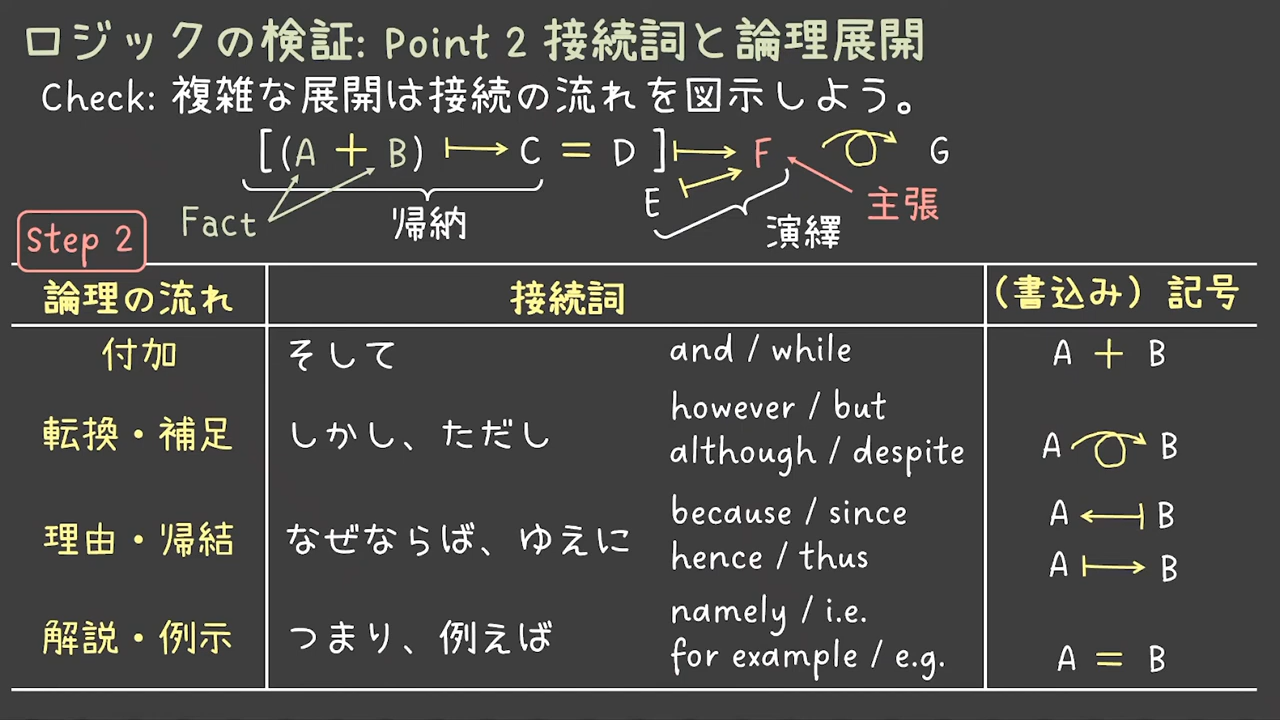 ロジックの検証: Point 2 接続詞と論理展開
Check: 複雑な展開は接続の流れを図示しよう。
[(A + B) ↦ C = D] ↦ F G
E
Fact
帰納
演繹
主張
Step 2
論理の流れ 接続詞 (書込み) 記号
付加 そして and / while A + B
転換・補足 しかし、ただし however / but
although / despite A B
理由・帰結 なぜならば、ゆえに because / since A ↤ B
hence / thus A ↦ B
解説・例示 つまり、例えば namely / i.e.
for example / e.g. A = B